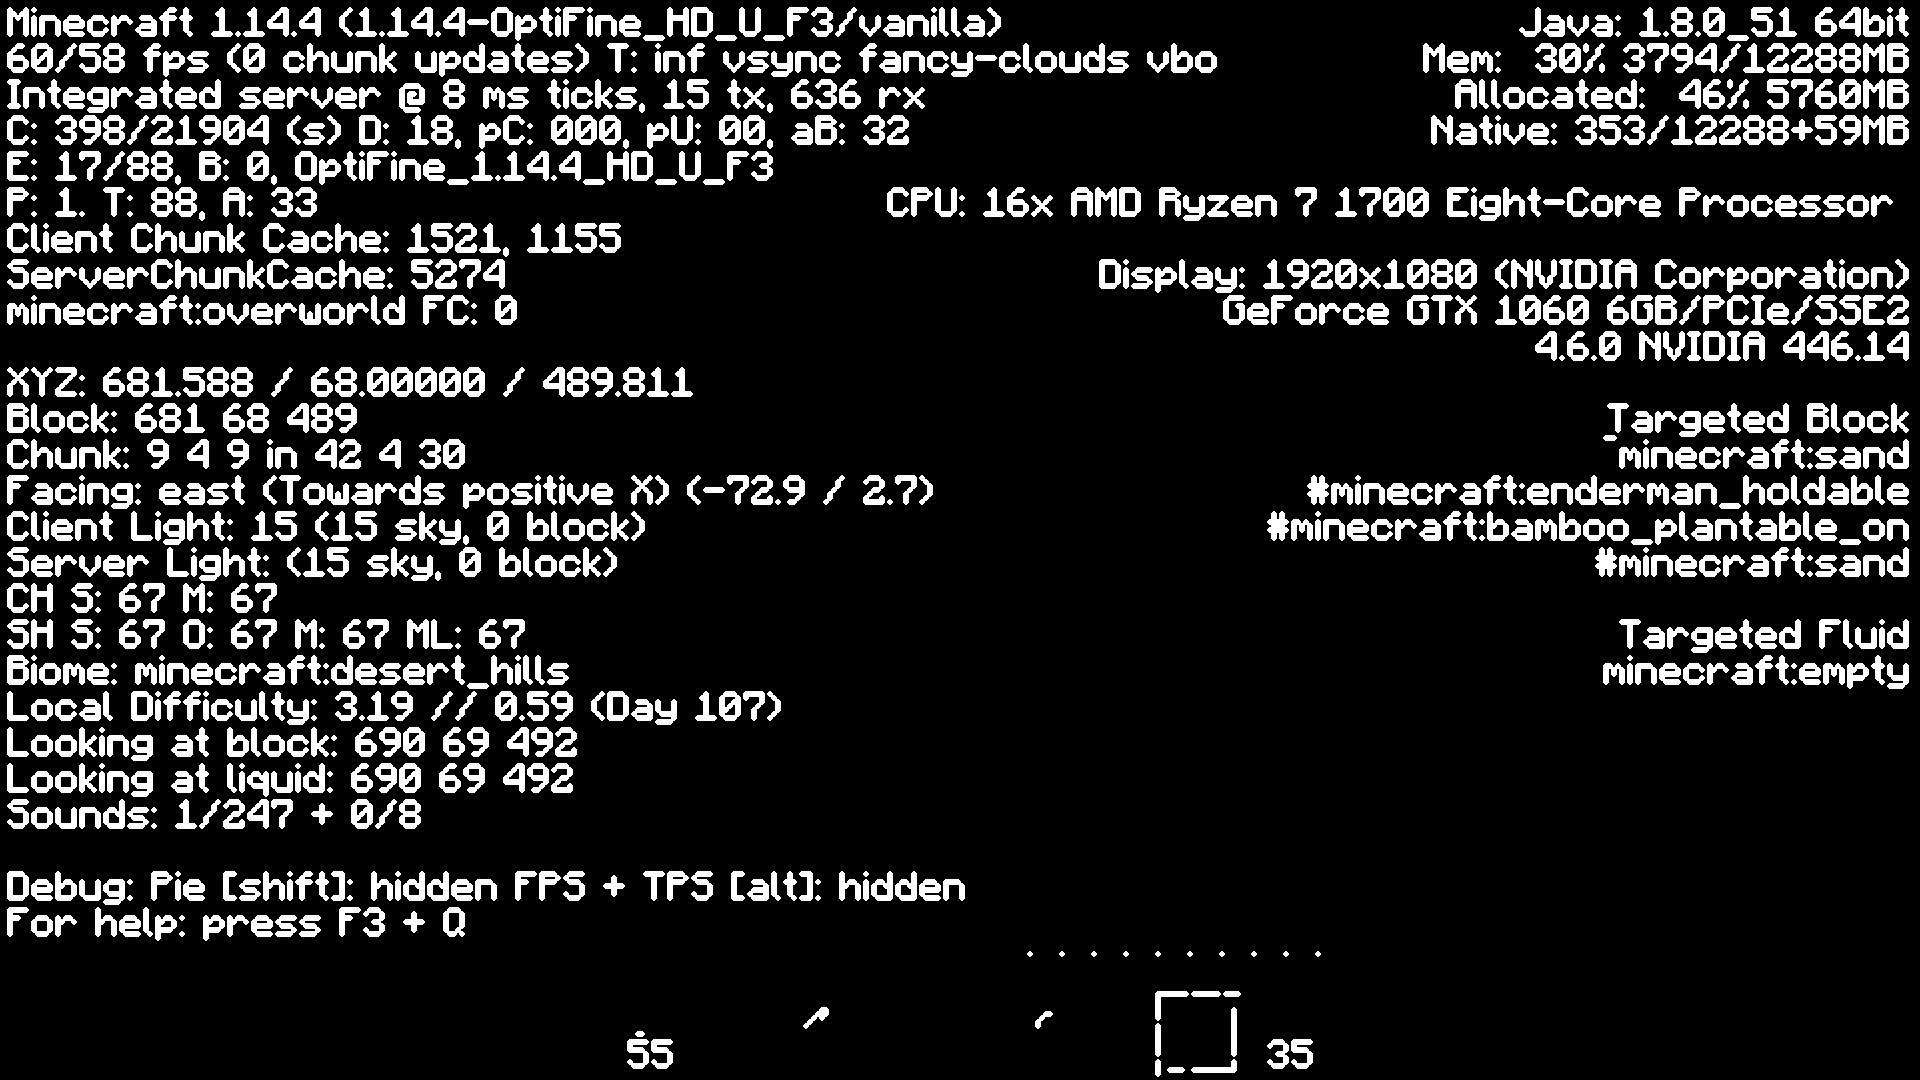 Minecraft 1.14.4 (1.14.4-OptiFine_HD_U_F3/vanilla)
60/58 fps (0 chunk updates) T: inf vsync fancy-clouds vbo
Integrated server @ 8 ms ticks, 15 tx, 636 rx
C: 398/21904 (s) D: 18, pC: 000, pU: 00, aB: 32
E: 17/88, B: 0, OptiFine_1.14.4_HD_U_F3
P: 1. T: 88, A: 33
Client Chunk Cache: 1521, 1155
ServerChunkCache: 5274
minecraft:overworld FC: 0
XYZ: 681.588 / 68.00000 / 489.811
Block: 681 68 489
Chunk: 9 4 9 in 42 4 30
Facing: east (Towards positive X) (-72.9 / 2.7)
Client Light: 15 (15 sky, 0 block)
Server Light: (15 sky, 0 block)
CH S: 67 M: 67
SH S: 67 O: 67 M: 67 ML: 67
Biome: minecraft:desert_hills
Local Difficulty: 3.19 // 0.59 (Day 107)
Looking at block: 690 69 492
Looking at liquid: 690 69 492
Sounds: 1/247 + 0/8
Debug: Pie [shift]: hidden FPS + TPS [alt]: hidden
For help: press F3 + Q
Java: 1.8.0_51 64bit
Mem: 30% 3794/12288MB
Allocated: 46% 5760MB
Native: 353/12288+59MB
CPU: 16x AMD Ryzen 7 1700 Eight-Core Processor
Display: 1920x1080 (NVIDIA Corporation)
GeForce GTX 1060 6GB/PCIe/SSE2
4.6.0 NVIDIA 446.14
Targeted Block
minecraft:sand
#minecraft:enderman_holdable
#minecraft:bamboo_plantable_on
#minecraft:sand
Targeted Fluid
minecraft:empty
55
35